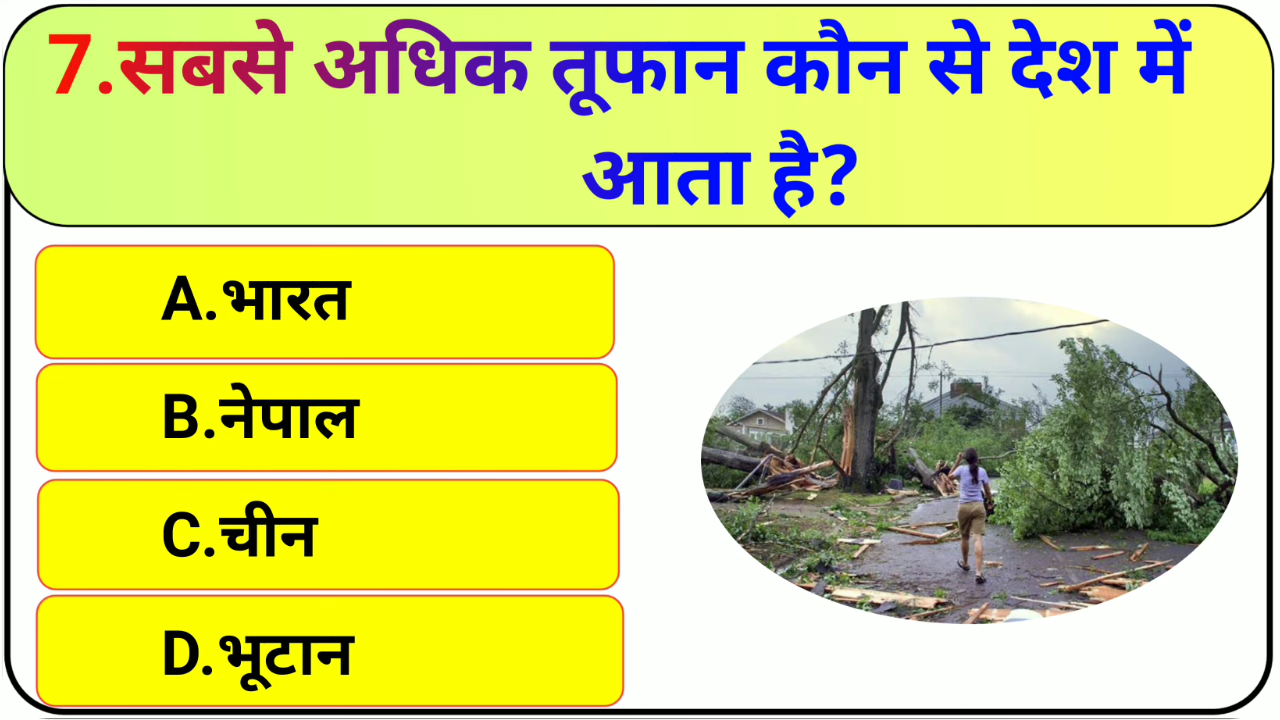 7.सबसे अधिक तूफान कौन से देश में
आता है?
A.भारत
B.नेपाल
C.चीन
D.भूटान